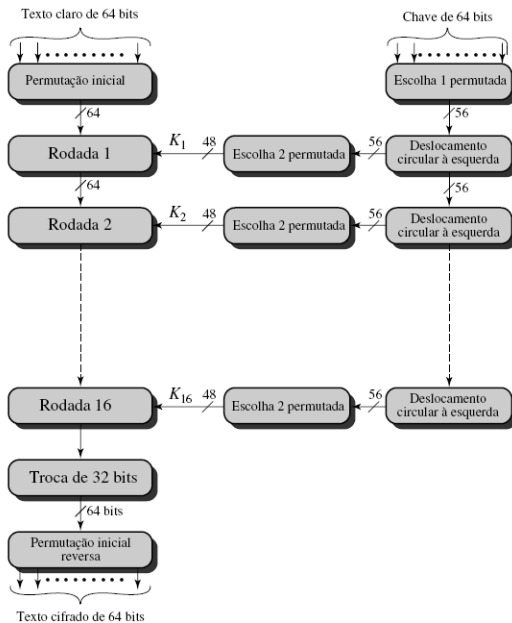 Texto claro de 64 bits
Chave de 64 bits
Permutação inicial
Escolha 1 permutada
64
56
Rodada 1
K1
48
Escolha 2 permutada
56
Deslocamento
circular à esquerda
64
56
Rodada 2
K2
48
Escolha 2 permutada
56
Deslocamento
circular à esquerda
Rodada 16
K16
48
Escolha 2 permutada
56
Deslocamento
circular à esquerda
Troca de 32 bits
64 bits
Permutação inicial
reversa
Texto cifrado de 64 bits